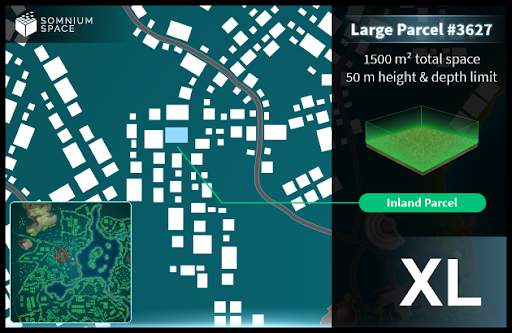 SOMNIUM
SPACE
Large Parcel #3627
1500 m² total space
50 m height & depth limit
Inland Parcel
XL